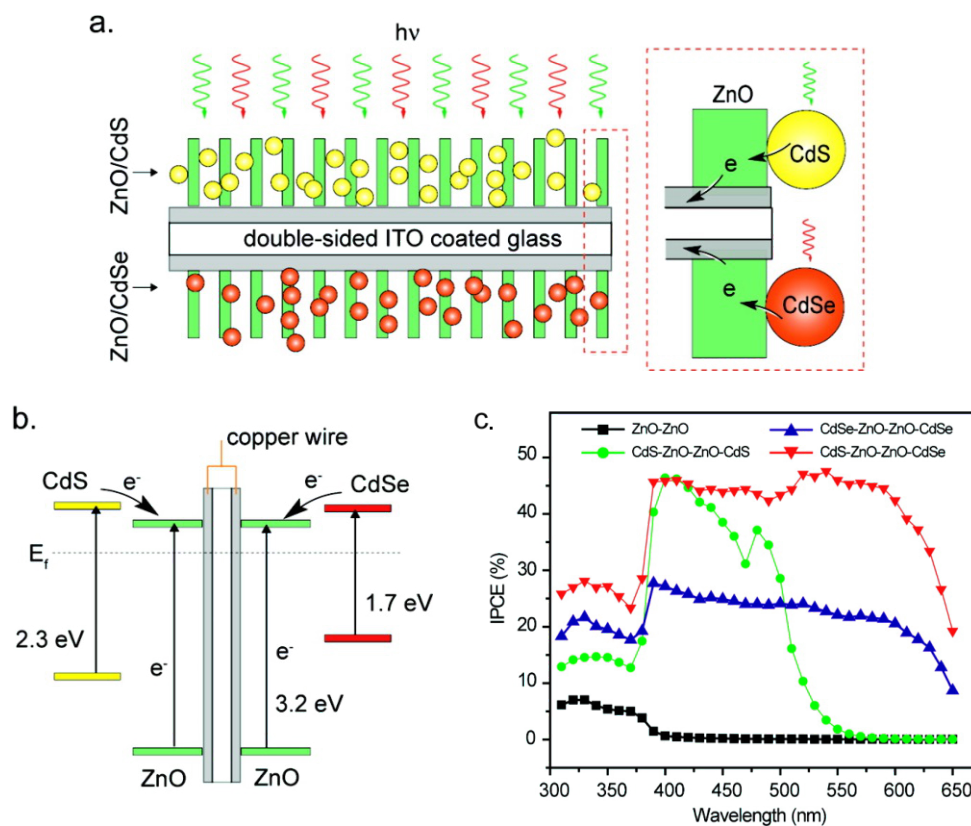 a.
hν
ZnO/CdS
double-sided ITO coated glass
ZnO/CdSe
ZnO
CdS
e
e
CdSe
b.
copper wire
CdS
e-
e-
CdSe
Ef
2.3 eV
1.7 eV
e-
e-
3.2 eV
ZnO
ZnO
c.
ZnO-ZnO
CdSe-ZnO-ZnO-CdSe
CdS-ZnO-ZnO-CdS
CdS-ZnO-ZnO-CdSe
50
40
30
20
10
0
IPCE (%)
300 350 400 450 500 550 600 650
Wavelength (nm)